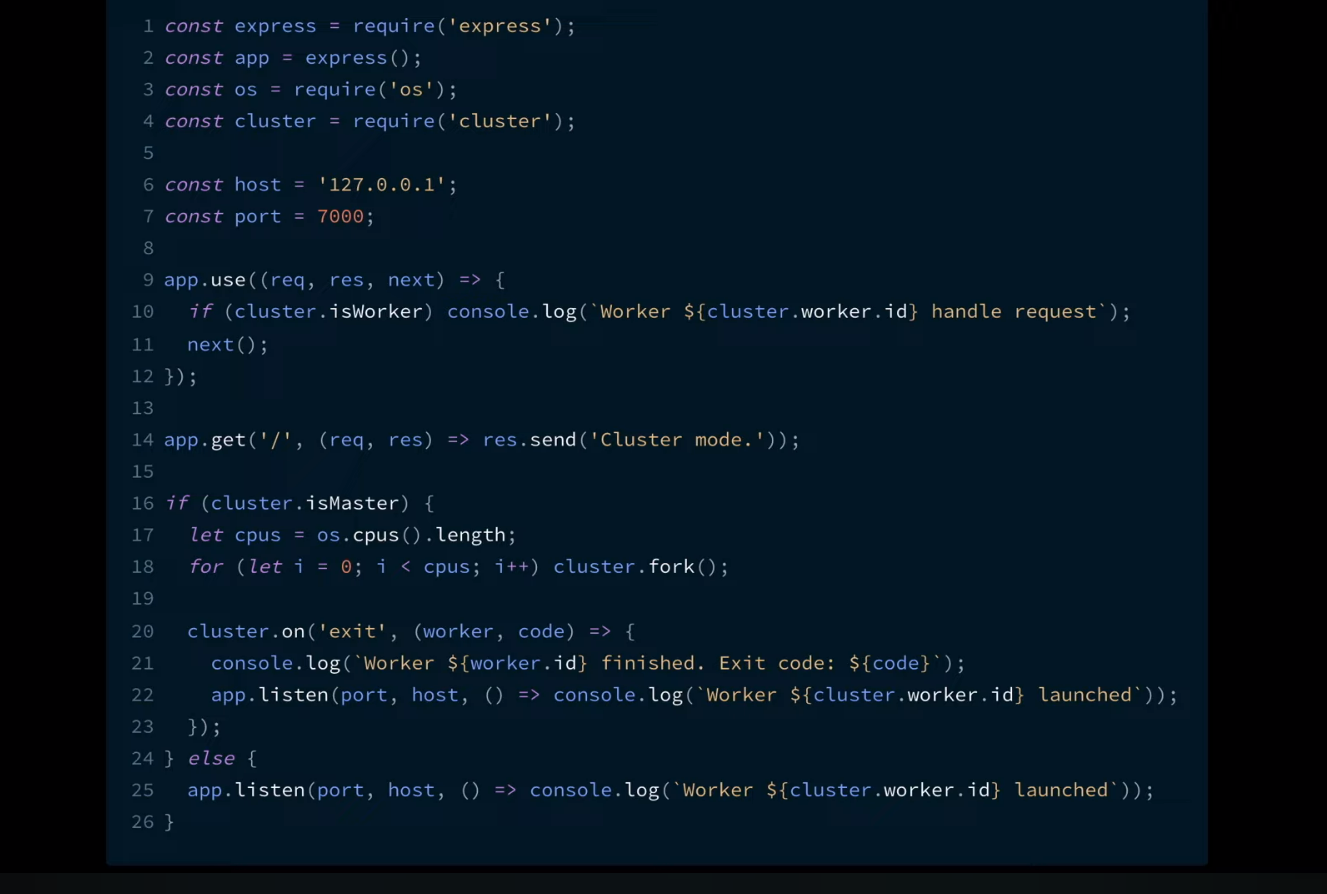 1 const express = require('express');
2 const app = express();
3 const os = require('os');
4 const cluster = require('cluster');
5
6 const host = '127.0.0.1';
7 const port = 7000;
8
9 app.use((req, res, next) => {
10   if (cluster.isWorker) console.log(`Worker ${cluster.worker.id} handle request`);
11   next();
12 });
13
14 app.get('/', (req, res) => res.send('Cluster mode.'));
15
16 if (cluster.isMaster) {
17   let cpus = os.cpus().length;
18   for (let i = 0; i < cpus; i++) cluster.fork();
19
20   cluster.on('exit', (worker, code) => {
21     console.log(`Worker ${worker.id} finished. Exit code: ${code}`);
22     app.listen(port, host, () => console.log(`Worker ${cluster.worker.id} launched`));
23   });
24 } else {
25   app.listen(port, host, () => console.log(`Worker ${cluster.worker.id} launched`));
26 }